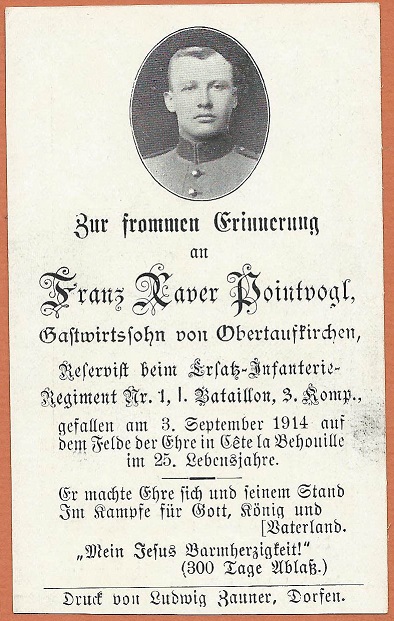 Zur frommen Erinnerung
an
Franz Xaver Pointvogl,
Gastwirtssohn von Obertaufkirchen,
Reservist beim Ersatz-Infanterie-
Regiment Nr. 1, I. Bataillon, 3. Komp.,
gefallen am 3. September 1914 auf
dem Felde der Ehre in Côte la Behouille
im 25. Lebensjahre.
Er machte Ehre sich und seinem Stand
Im Kampfe für Gott, König und
[Vaterland.
„Mein Jesus Barmherzigkeit!“
(300 Tage Ablaß.)
Druck von Ludwig Zauner, Dorfen.